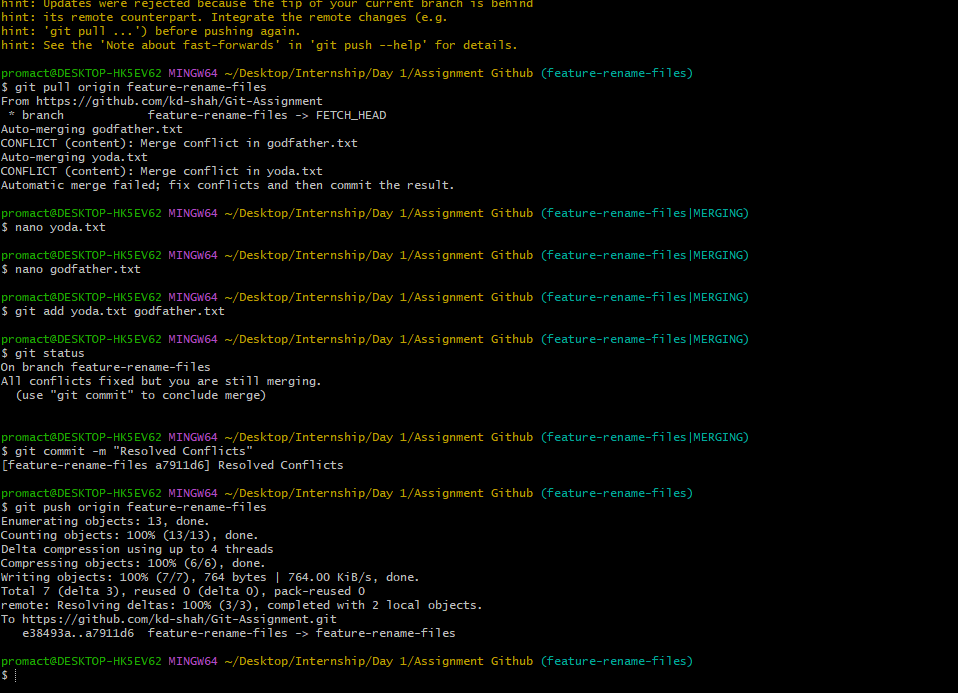 hint: Updates were rejected because the tip of your current branch is behind
hint: its remote counterpart. Integrate the remote changes (e.g.
hint: 'git pull ...') before pushing again.
hint: See the 'Note about fast-forwards' in 'git push --help' for details.
promact@DESKTOP-HK5EV62 MINGW64 ~/Desktop/Internship/Day 1/Assignment Github (feature-rename-files)
$ git pull origin feature-rename-files
From https://github.com/kd-shah/Git-Assignment
* branch            feature-rename-files -> FETCH_HEAD
Auto-merging godfather.txt
CONFLICT (content): Merge conflict in godfather.txt
Auto-merging yoda.txt
CONFLICT (content): Merge conflict in yoda.txt
Automatic merge failed; fix conflicts and then commit the result.
promact@DESKTOP-HK5EV62 MINGW64 ~/Desktop/Internship/Day 1/Assignment Github (feature-rename-files|MERGING)
$ nano yoda.txt
promact@DESKTOP-HK5EV62 MINGW64 ~/Desktop/Internship/Day 1/Assignment Github (feature-rename-files|MERGING)
$ nano godfather.txt
promact@DESKTOP-HK5EV62 MINGW64 ~/Desktop/Internship/Day 1/Assignment Github (feature-rename-files|MERGING)
$ git add yoda.txt godfather.txt
promact@DESKTOP-HK5EV62 MINGW64 ~/Desktop/Internship/Day 1/Assignment Github (feature-rename-files|MERGING)
$ git status
On branch feature-rename-files
All conflicts fixed but you are still merging.
(use "git commit" to conclude merge)
promact@DESKTOP-HK5EV62 MINGW64 ~/Desktop/Internship/Day 1/Assignment Github (feature-rename-files|MERGING)
$ git commit -m "Resolved Conflicts"
[feature-rename-files a7911d6] Resolved Conflicts
promact@DESKTOP-HK5EV62 MINGW64 ~/Desktop/Internship/Day 1/Assignment Github (feature-rename-files)
$ git push origin feature-rename-files
Enumerating objects: 13, done.
Counting objects: 100% (13/13), done.
Delta compression using up to 4 threads
Compressing objects: 100% (6/6), done.
Writing objects: 100% (7/7), 764 bytes | 764.00 KiB/s, done.
Total 7 (delta 3), reused 0 (delta 0), pack-reused 0
remote: Resolving deltas: 100% (3/3), completed with 2 local objects.
To https://github.com/kd-shah/Git-Assignment.git
e38493a..a7911d6  feature-rename-files -> feature-rename-files
promact@DESKTOP-HK5EV62 MINGW64 ~/Desktop/Internship/Day 1/Assignment Github (feature-rename-files)
$